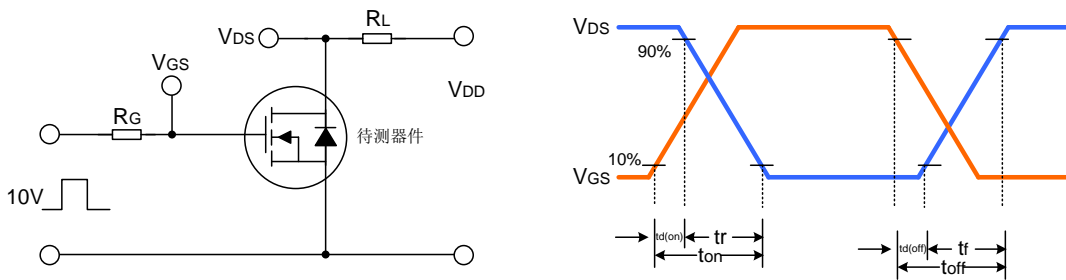 VDS
RL
VGS
VDD
RG
待测器件
10V
VDS
90%
10%
VGS
td(on)
tr
ton
td(off)
tf
toff